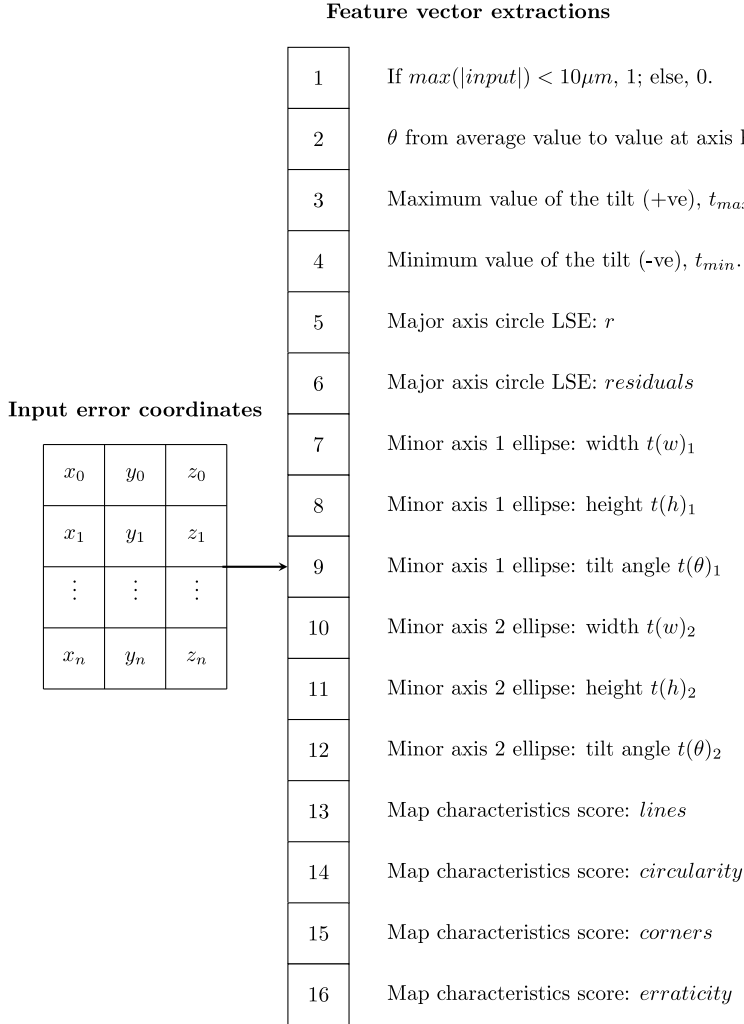 Feature vector extractions
1 If max(|input|) < 10μm, 1; else, 0.
2 θ from average value to value at axis
3 Maximum value of the tilt (+ve), t_max
4 Minimum value of the tilt (-ve), t_min.
5 Major axis circle LSE: r
6 Major axis circle LSE: residuals
Input error coordinates
7 Minor axis 1 ellipse: width t(w)₁
x₀ y₀ z₀
8 Minor axis 1 ellipse: height t(h)₁
x₁ y₁ z₁
9 Minor axis 1 ellipse: tilt angle t(θ)₁
⋮ ⋮ ⋮
10 Minor axis 2 ellipse: width t(w)₂
xₙ yₙ zₙ
11 Minor axis 2 ellipse: height t(h)₂
12 Minor axis 2 ellipse: tilt angle t(θ)₂
13 Map characteristics score: lines
14 Map characteristics score: circularity
15 Map characteristics score: corners
16 Map characteristics score: erraticity